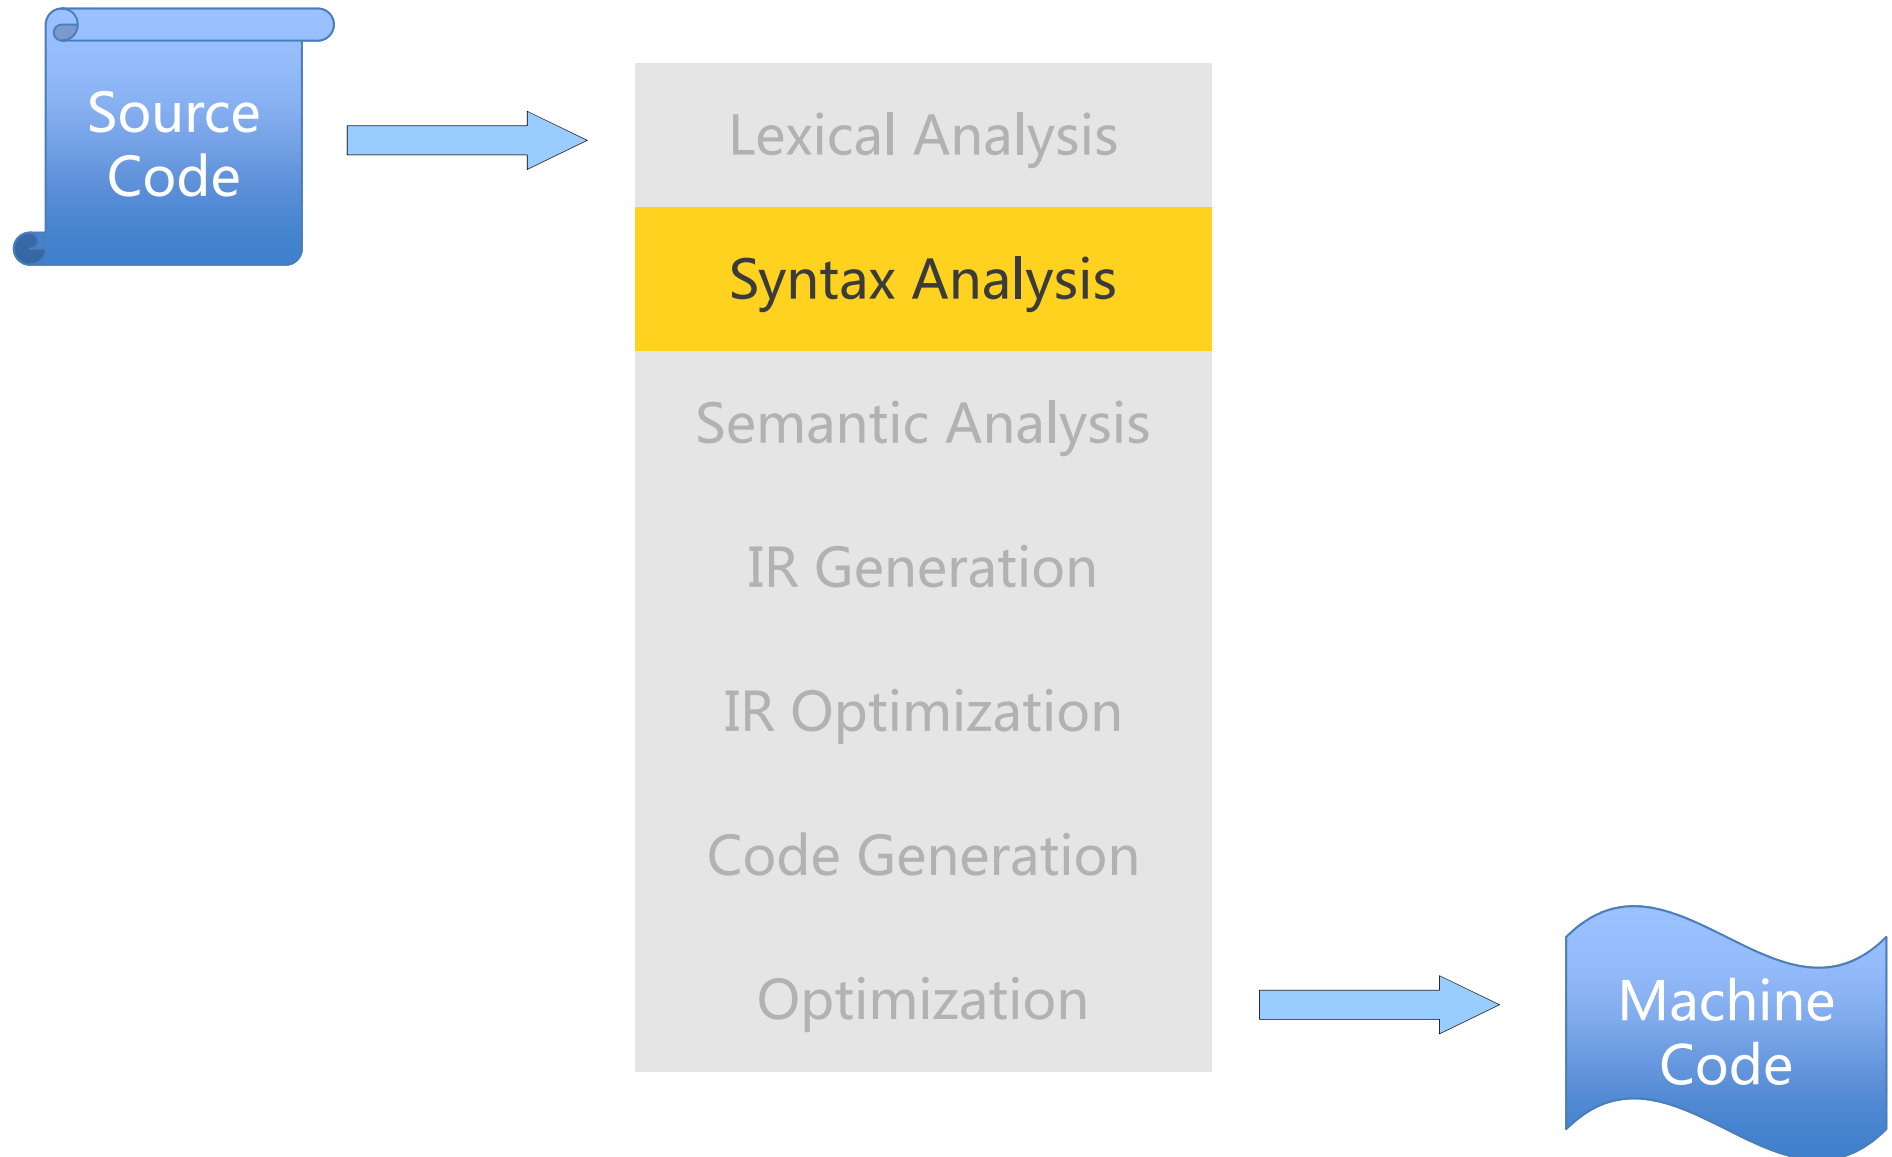 Source
Code
Lexical Analysis
Syntax Analysis
Semantic Analysis
IR Generation
IR Optimization
Code Generation
Optimization
Machine
Code